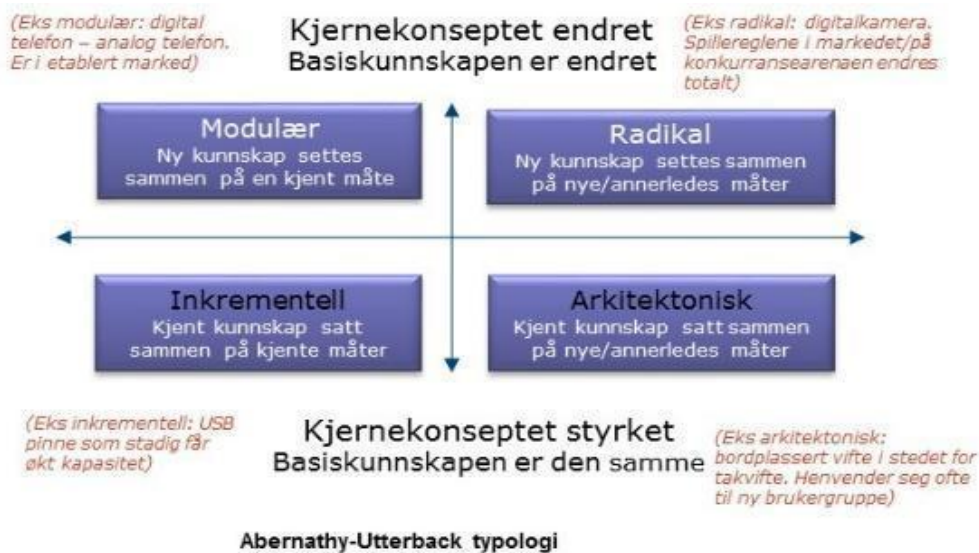 (Eks modulær: digital
telefon – analog telefon.
Er i etablert marked)
Kjernekonseptet endret
Basiskunnskapen er endret
(Eks radikal: digitalkamera.
Spillereglene i markedet/på
konkurransearenaen endres
totalt)
Modulær
Ny kunnskap settes
sammen på en kjent måte
Radikal
Ny kunnskap settes sammen
på nye/annerledes måter
Inkrementell
Kjent kunnskap satt
sammen på kjente måter
Arkitektonisk
Kjent kunnskap satt sammen
på nye/annerledes måter
(Eks inkrementell: USB
pinne som stadig får
økt kapasitet)
Kjernekonseptet styrket
Basiskunnskapen er den samme
(Eks arkitektonisk:
bordplassert vifte i stedet for
takvifte. Henvender seg ofte
til ny brukergruppe)
Abernathy-Utterback typologi